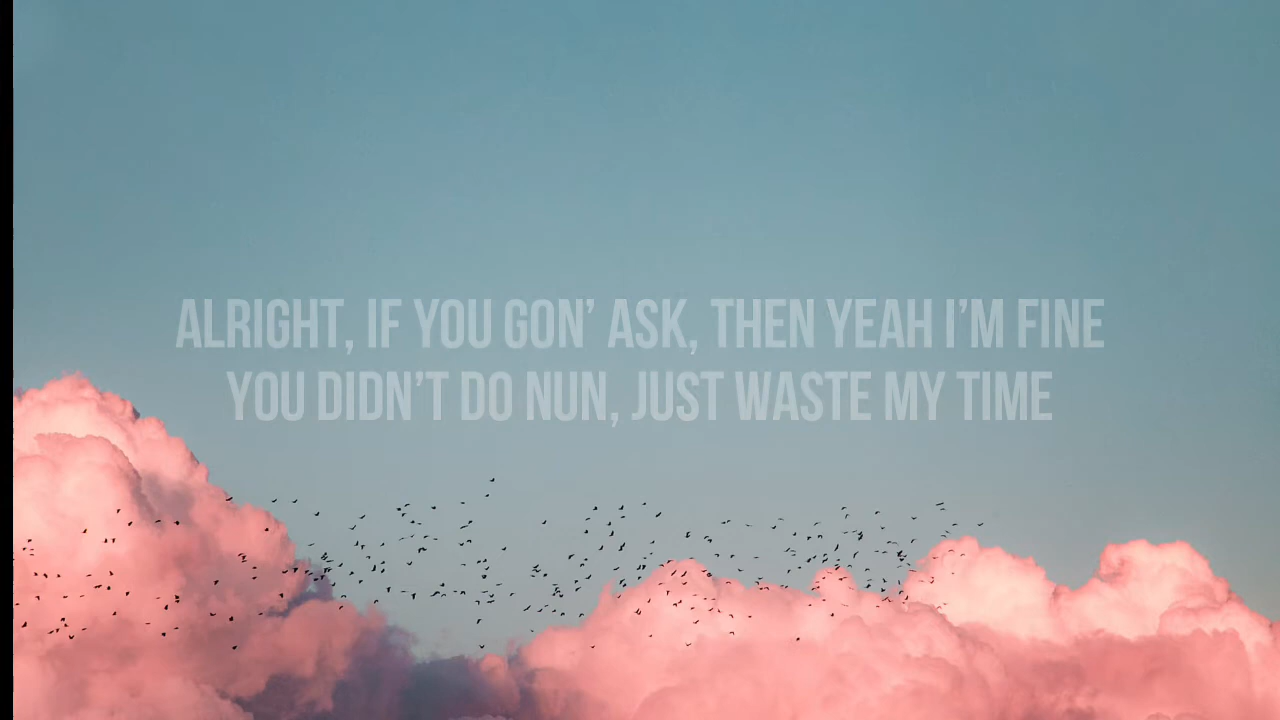 ALRIGHT, IF YOU GON’ ASK, THEN YEAH I’M FINE
YOU DIDN’T DO NUN, JUST WASTE MY TIME